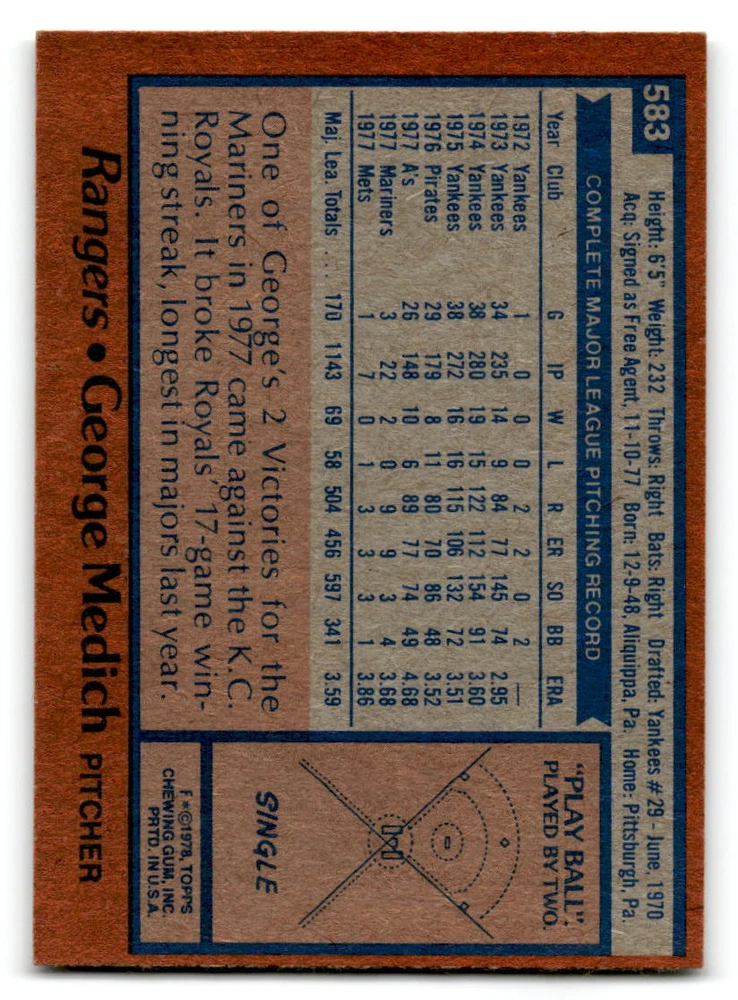 583
Height: 6'5" Weight: 232 Throws: Right Bats: Right Drafted: Yankees #29 - June, 1970
Acq: Signed as Free Agent, 11-10-77 Born: 12-9-48, Aliquippa, Pa. Home: Pittsburgh, Pa.
COMPLETE MAJOR LEAGUE PITCHING RECORD
Year Club G IP W L R ER SO BB ERA
1972 Yankees 1 0 0 0 2 2 0 2 —
1973 Yankees 34 235 14 9 84 77 145 74 2.95
1974 Yankees 38 280 19 15 122 112 154 91 3.60
1975 Yankees 38 272 16 16 115 106 132 72 3.51
1976 Pirates 29 179 8 11 80 70 86 48 3.52
1977 A's 26 148 10 6 89 77 74 49 4.68
1977 Mariners 3 22 2 0 9 9 3 4 3.68
1977 Mets 1 7 0 1 3 3 3 1 3.86
Maj. Lea. Totals .... 170 1143 69 58 504 456 597 341 3.59
One of George's 2 Victories for the
Mariners in 1977 came against the K.C.
Royals. It broke Royals' 17-game win-
ning streak, longest in majors last year.
"PLAY BALL".
PLAYED BY TWO.
SINGLE
F*©1978, TOPPS
CHEWING GUM, INC.
PRTD. IN U.S.A.
Rangers • George Medich PITCHER